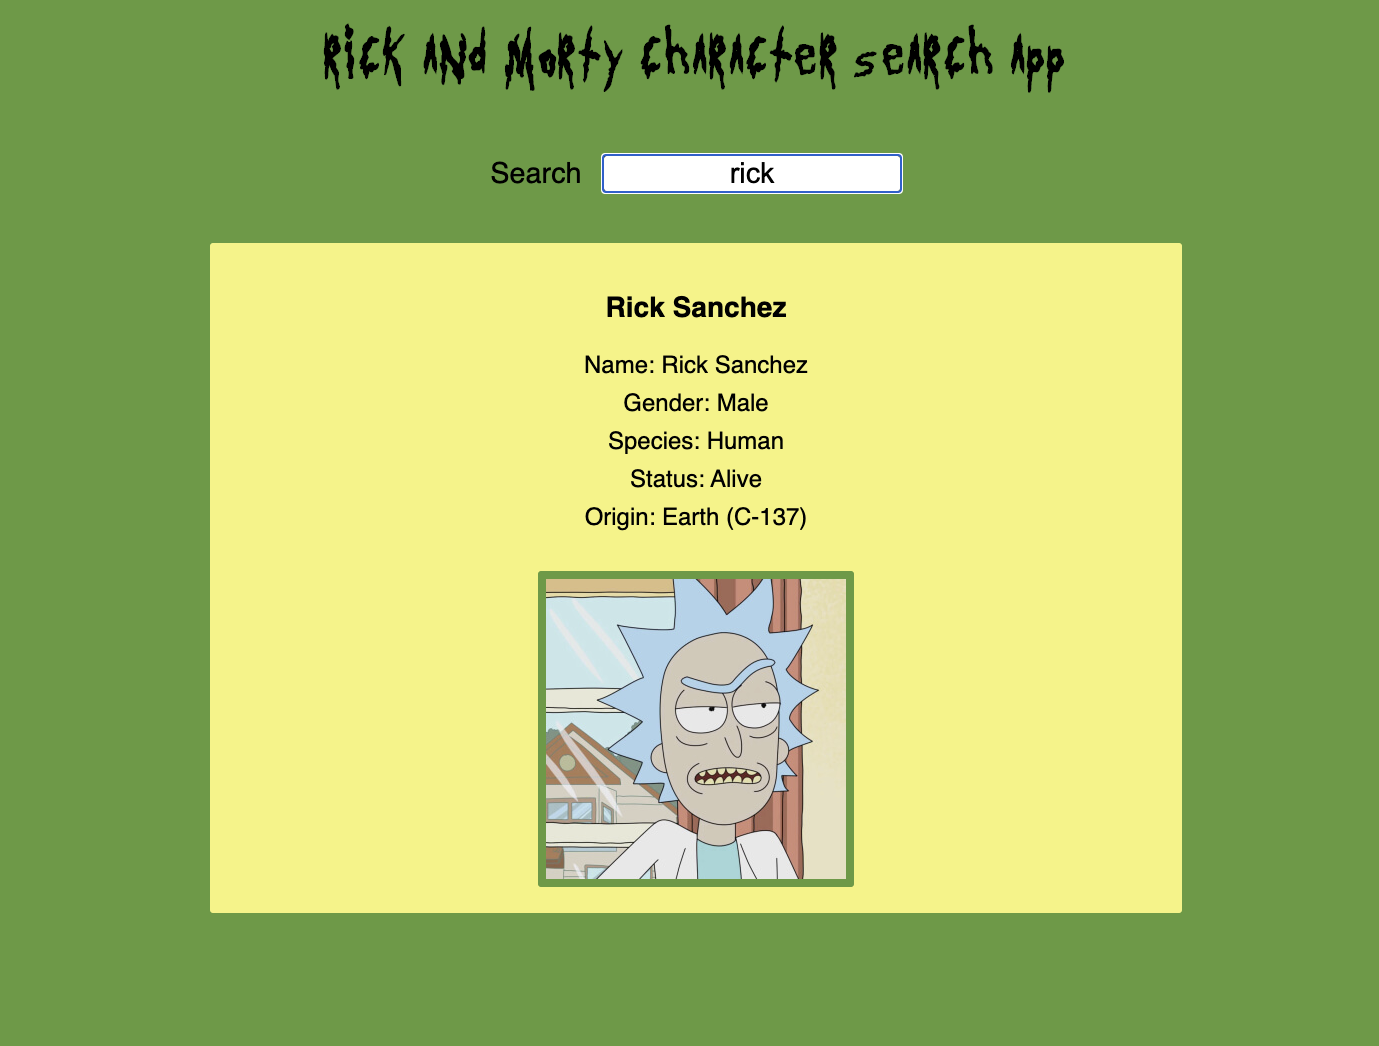 Rick and Morty character search app
Search rick
Rick Sanchez
Name: Rick Sanchez
Gender: Male
Species: Human
Status: Alive
Origin: Earth (C-137)